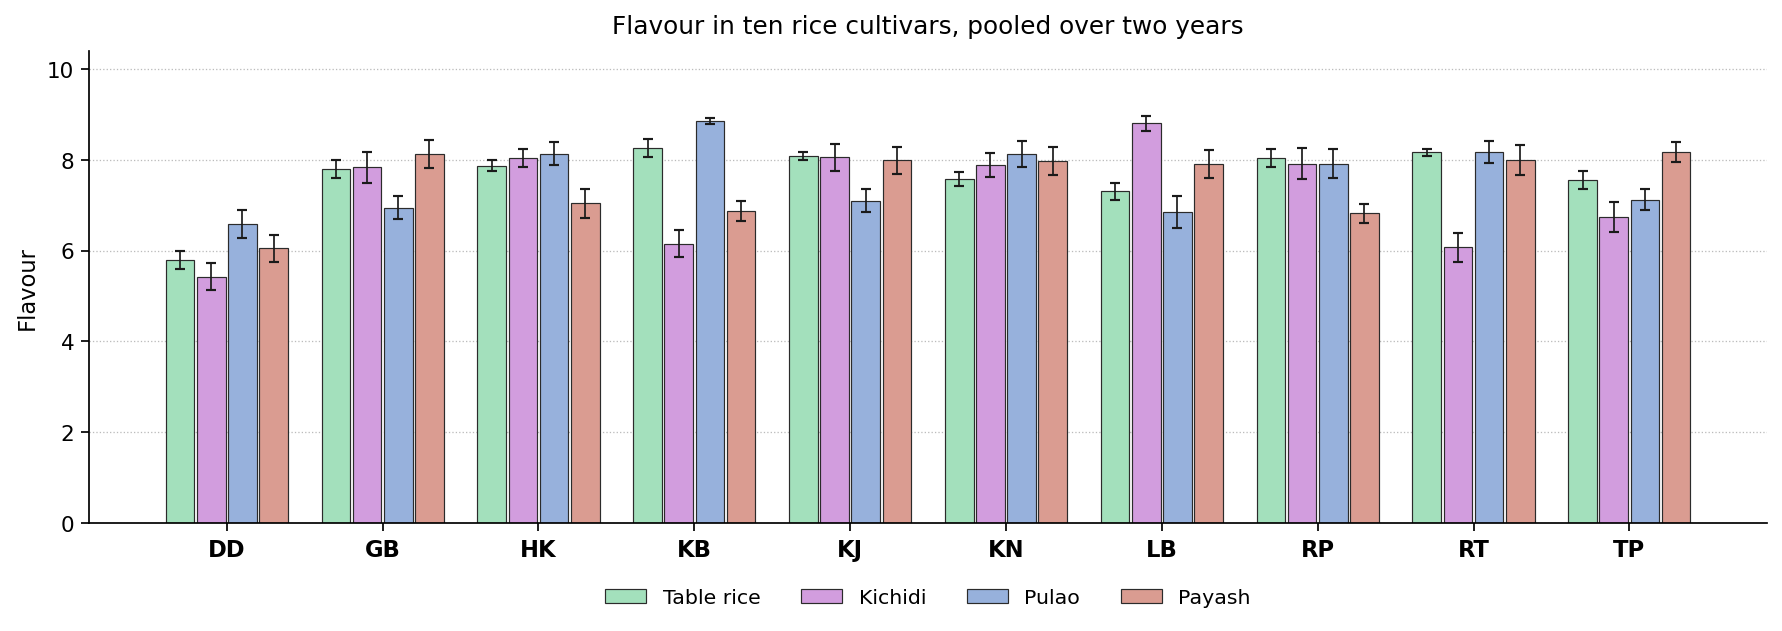 Flavour in ten rice cultivars, pooled over two years
Flavour
10
8
6
4
2
0
DD GB HK KB KJ KN LB RP RT TP
Table rice Kichidi Pulao Payash